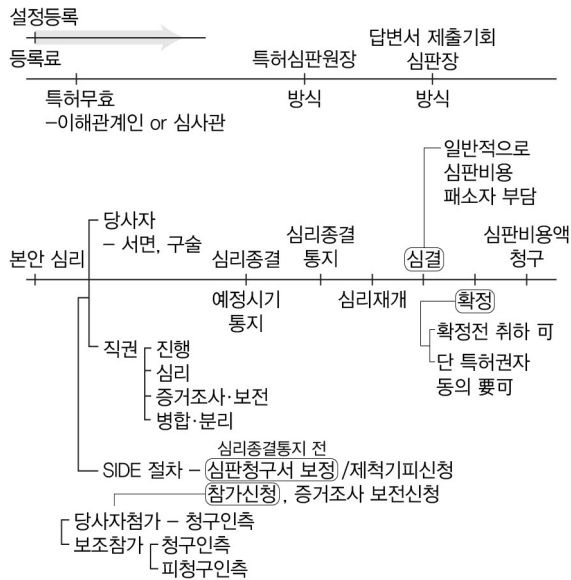 설정등록
등록료
특허무효
-이해관계인 or 심사관
특허심판원장
방식
답변서 제출기회
심판장
방식
일반적으로
심판비용
패소자 부담
당사자
- 서면, 구술
본안 심리
심리종결
예정시기
통지
심리종결
통지
심리재개
심결
심판비용액
청구
확정
확정전 취하 可
단 특허권자
동의 要可
직권
진행
심리
증거조사·보전
병합·분리
심리종결통지 전
SIDE 절차 - 심판청구서 보정 /제척기피신청
참가신청, 증거조사 보전신청
당사자참가 - 청구인측
보조참가
청구인측
피청구인측